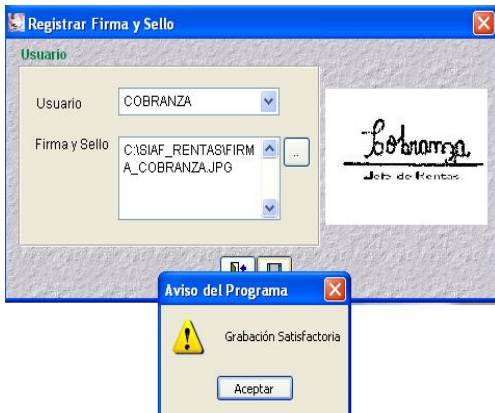 Registrar Firma y Sello
Usuario
Usuario
COBRANZA
Firma y Sello
C:\SIAF_RENTAS\FIRM
A_COBRANZA.JPG
..
Cobranza
Jefe de Rentas
Aviso del Programa
Grabación Satisfactoria
Aceptar